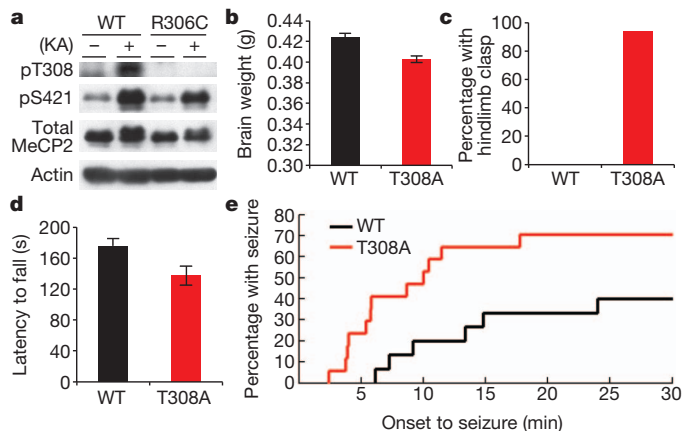 a
WT R306C
(KA) – + – +
pT308
pS421
Total
MeCP2
Actin
b
Brain weight (g)
0.44
0.42
0.40
0.38
0.36
0.34
0.32
0.30
WT T308A
c
Percentage with
hindlimb clasp
100
80
60
40
20
0
WT T308A
d
Latency to fall (s)
200
160
120
80
40
0
WT T308A
e
Percentage with seizure
70
60
50
40
30
20
10
0
WT
T308A
5 10 15 20 25 30
Onset to seizure (min)